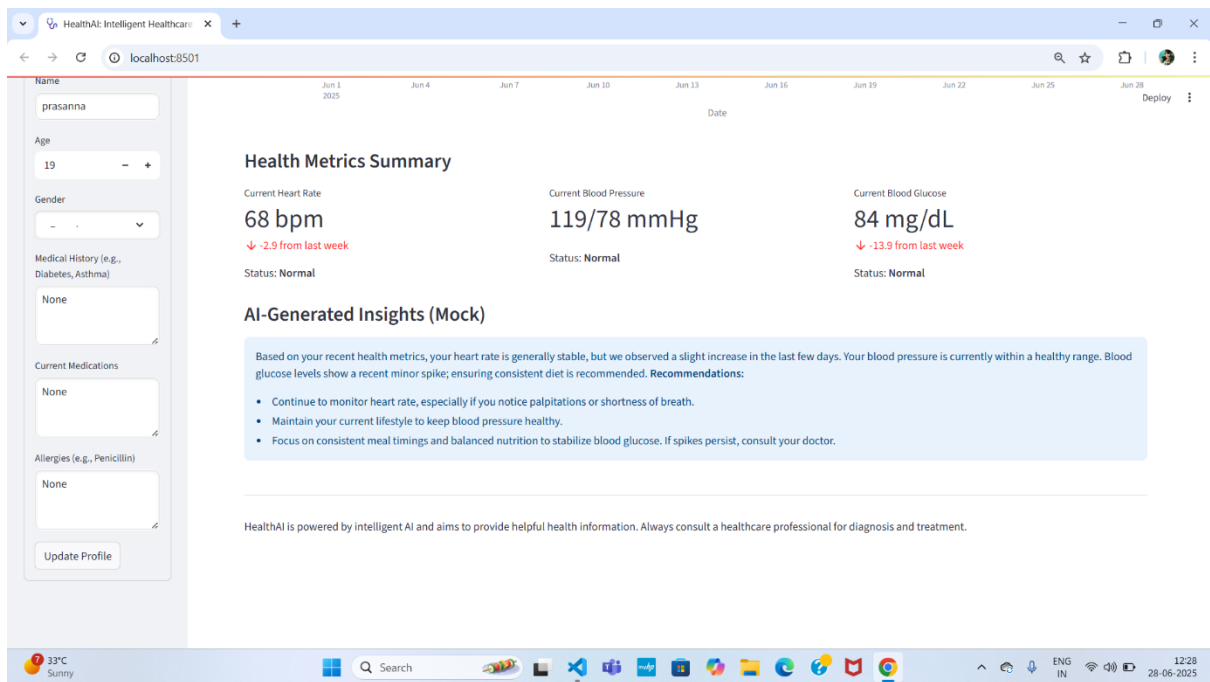 HealthAI: Intelligent Healthcare
localhost:8501
Name
prasanna
Age
19
Gender
Medical History (e.g.,
Diabetes, Asthma)
None
Current Medications
None
Allergies (e.g., Penicillin)
None
Update Profile
Jun 1 Jun 4 Jun 7 Jun 10 Jun 13 Jun 16 Jun 19 Jun 22 Jun 25 Jun 28
2025
Date
Deploy
Health Metrics Summary
Current Heart Rate
68 bpm
↓ -2.9 from last week
Status: Normal
Current Blood Pressure
119/78 mmHg
Status: Normal
Current Blood Glucose
84 mg/dL
↓ -13.9 from last week
Status: Normal
AI-Generated Insights (Mock)
Based on your recent health metrics, your heart rate is generally stable, but we observed a slight increase in the last few days. Your blood pressure is currently within a healthy range. Blood
glucose levels show a recent minor spike; ensuring consistent diet is recommended. Recommendations:
• Continue to monitor heart rate, especially if you notice palpitations or shortness of breath.
• Maintain your current lifestyle to keep blood pressure healthy.
• Focus on consistent meal timings and balanced nutrition to stabilize blood glucose. If spikes persist, consult your doctor.
HealthAI is powered by intelligent AI and aims to provide helpful health information. Always consult a healthcare professional for diagnosis and treatment.
7
33°C
Sunny
Search
ENG
IN
12:28
28-06-2025